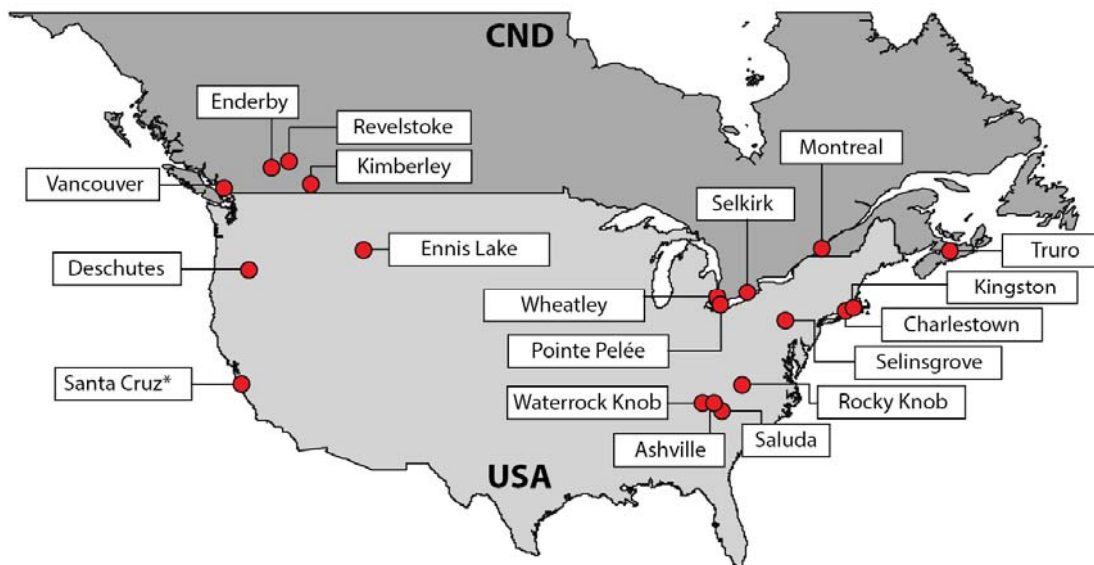 CND
Enderby
Revelstoke
Montreal
Kimberley
Vancouver
Selkirk
Ennis Lake
Truro
Deschutes
Kingston
Wheatley
Charlestown
Pointe Pelée
Selinsgrove
Santa Cruz*
Waterrock Knob
Rocky Knob
Ashville
Saluda
USA